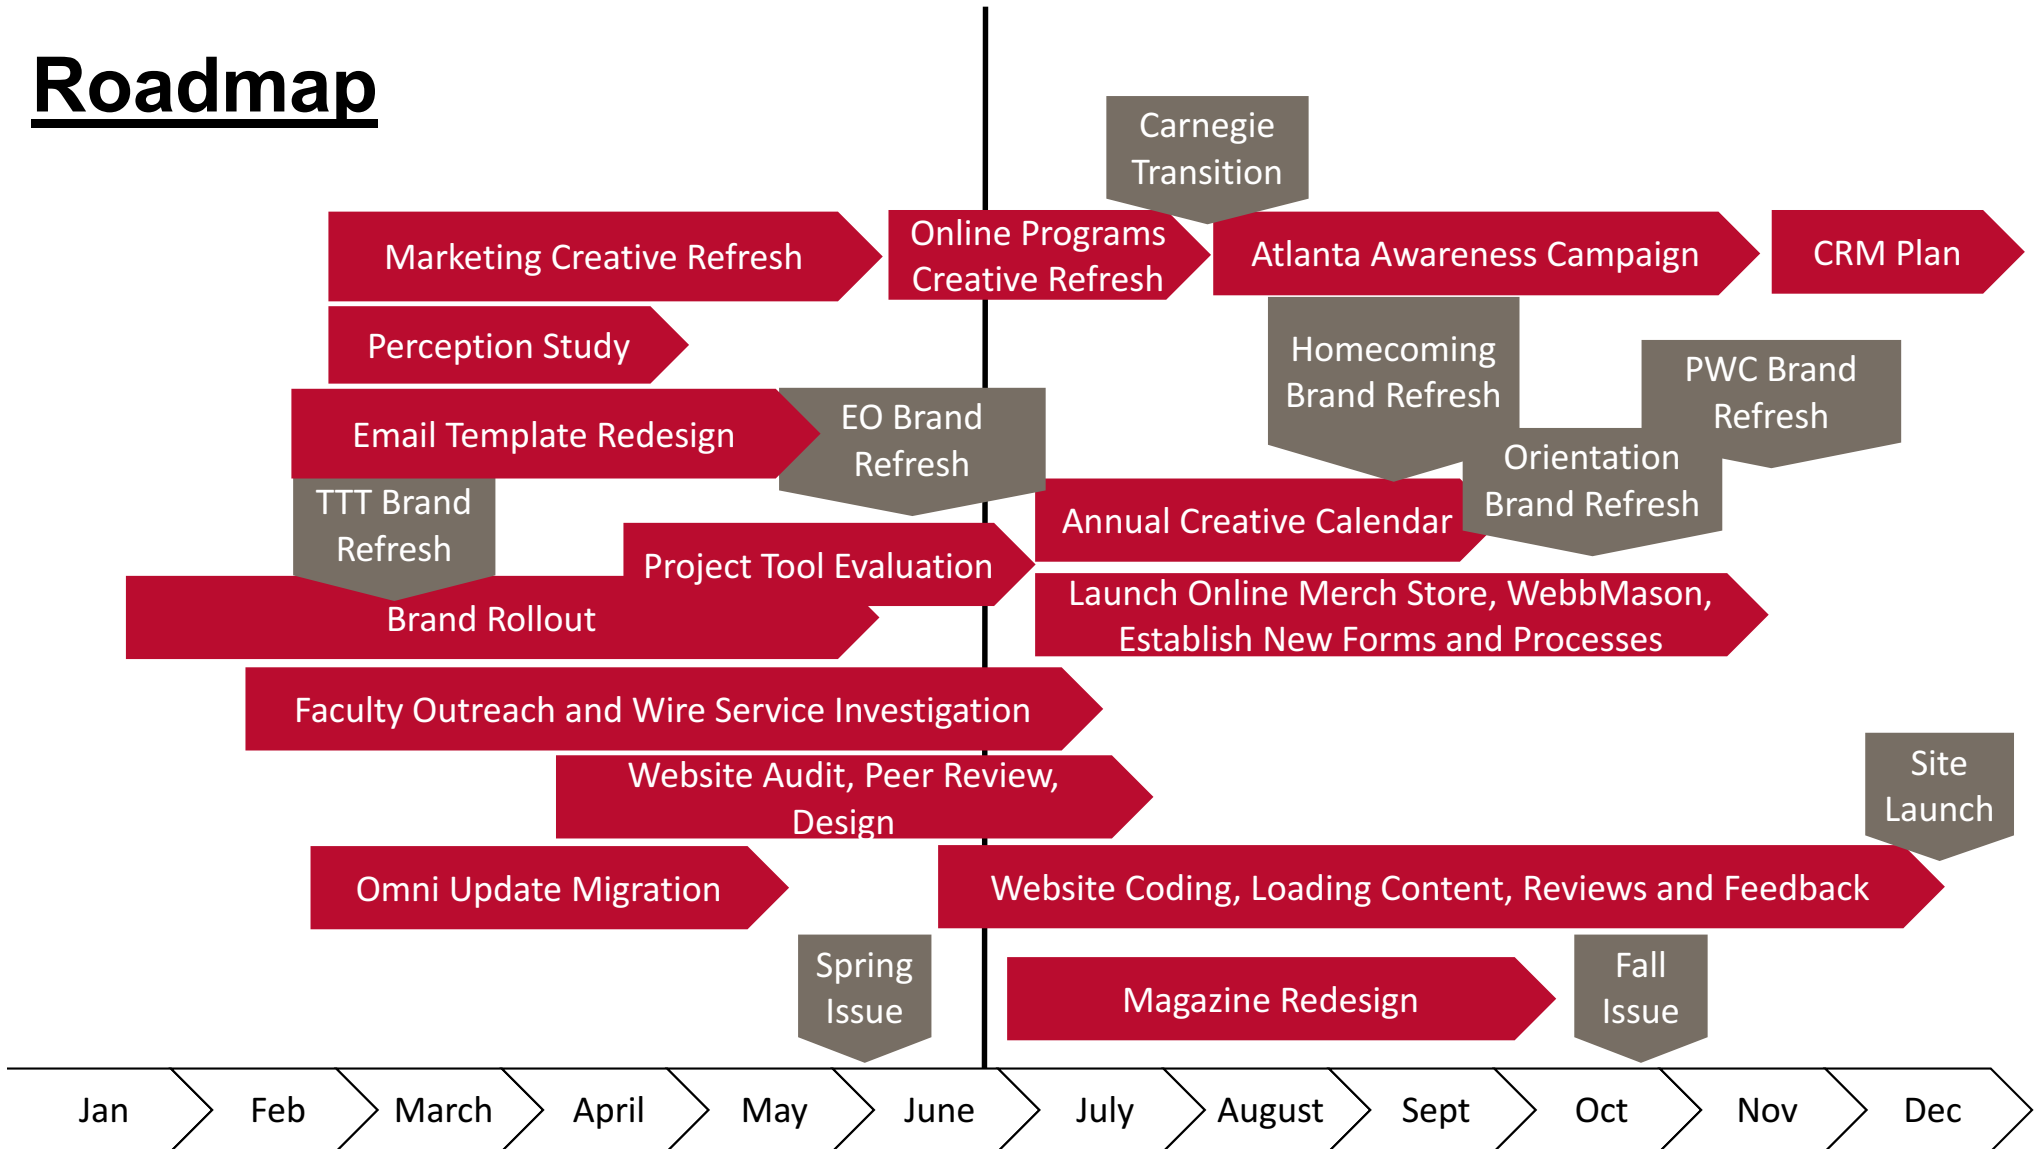 Roadmap
Carnegie
Transition
Marketing Creative Refresh
Online Programs
Creative Refresh
Atlanta Awareness Campaign
CRM Plan
Perception Study
Homecoming
Brand Refresh
PWC Brand
Refresh
Email Template Redesign
EO Brand
Refresh
Orientation
Brand Refresh
TTT Brand
Refresh
Annual Creative Calendar
Project Tool Evaluation
Brand Rollout
Launch Online Merch Store, WebbMason,
Establish New Forms and Processes
Faculty Outreach and Wire Service Investigation
Website Audit, Peer Review,
Design
Site
Launch
Omni Update Migration
Website Coding, Loading Content, Reviews and Feedback
Spring
Issue
Magazine Redesign
Fall
Issue
Jan Feb March April May June July August Sept Oct Nov Dec